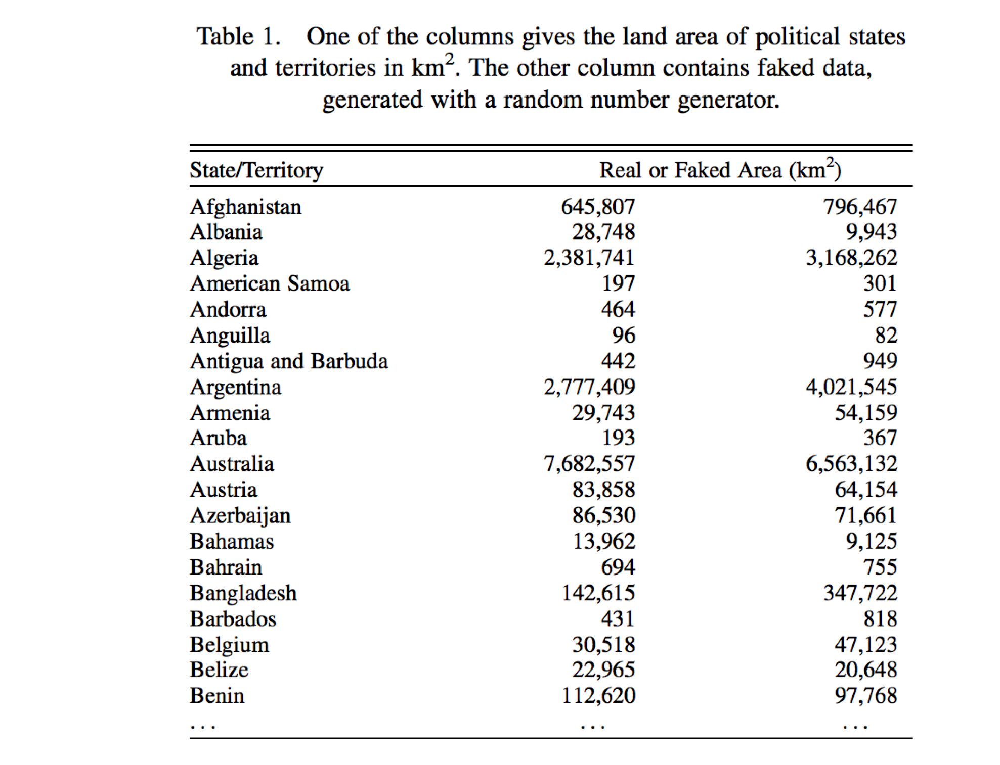 Table 1. One of the columns gives the land area of political states
and territories in km². The other column contains faked data,
generated with a random number generator.
State/Territory Real or Faked Area (km²)
Afghanistan 645,807 796,467
Albania 28,748 9,943
Algeria 2,381,741 3,168,262
American Samoa 197 301
Andorra 464 577
Anguilla 96 82
Antigua and Barbuda 442 949
Argentina 2,777,409 4,021,545
Armenia 29,743 54,159
Aruba 193 367
Australia 7,682,557 6,563,132
Austria 83,858 64,154
Azerbaijan 86,530 71,661
Bahamas 13,962 9,125
Bahrain 694 755
Bangladesh 142,615 347,722
Barbados 431 818
Belgium 30,518 47,123
Belize 22,965 20,648
Benin 112,620 97,768
... ... ...